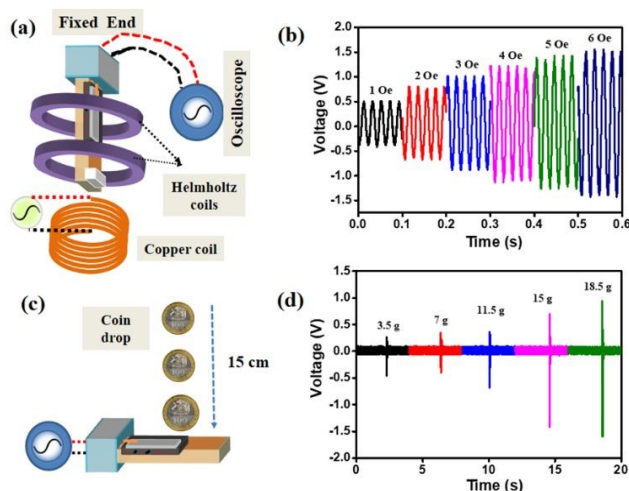 (a)
Fixed End
Oscilloscope
Helmholtz
coils
Copper coil
(b)
Voltage (V)
1.5
1.0
0.5
0.0
-0.5
-1.0
-1.5
1 Oe
2 Oe
3 Oe
4 Oe
5 Oe
6 Oe
0.0 0.1 0.2 0.3 0.4 0.5 0.6
Time (s)
(c)
Coin
drop
15 cm
(d)
Voltage (V)
1.5
1.0
0.5
0.0
-0.5
-1.0
-1.5
-2.0
3.5 g
7 g
11.5 g
15 g
18.5 g
0 5 10 15 20
Time (s)